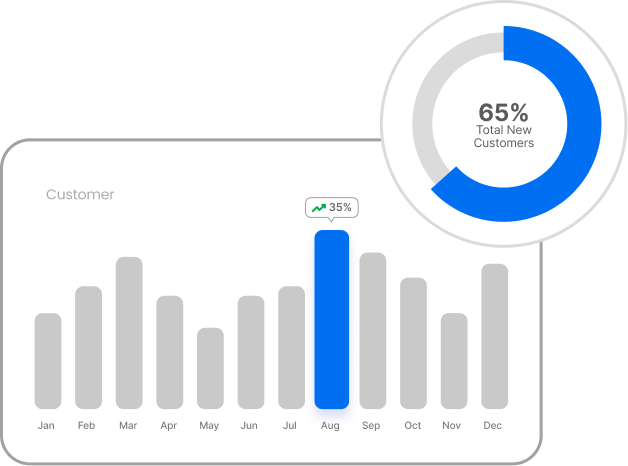 65%
Total New
Customers
Customer
35%
Jan Feb Mar Apr May Jun Jul Aug Sep Oct Nov Dec